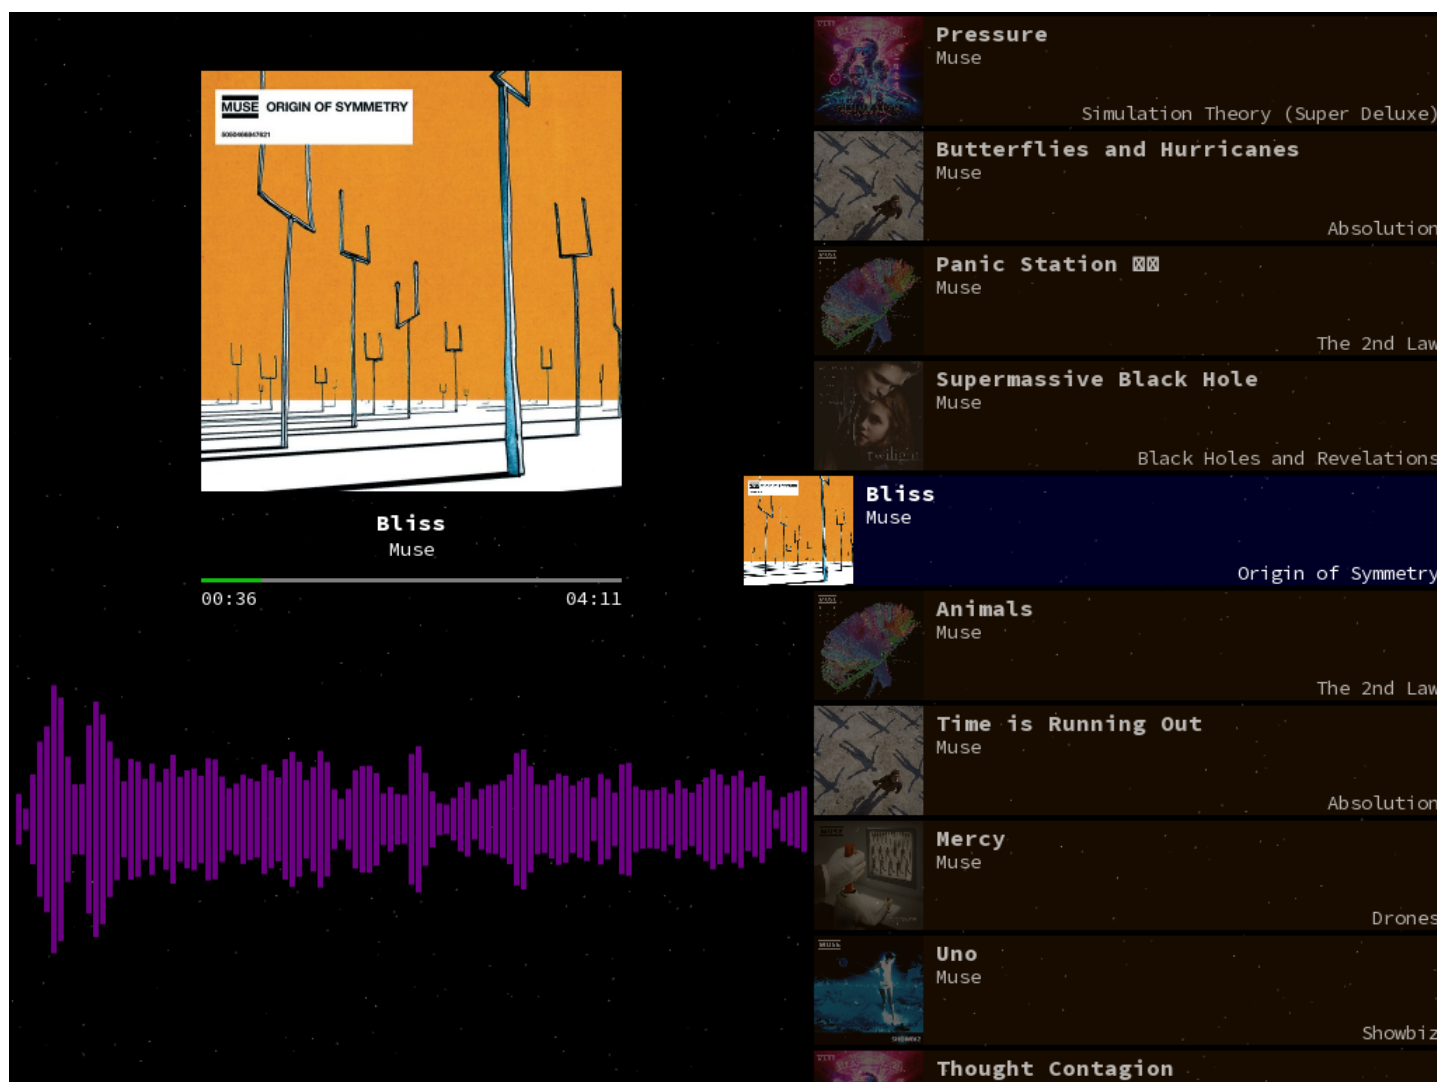 MUSE ORIGIN OF SYMMETRY
Bliss
Muse
00:36 04:11
Pressure
Muse
Simulation Theory (Super Deluxe)
Butterflies and Hurricanes
Muse
Absolution
Panic Station
Muse
The 2nd Law
Supermassive Black Hole
Muse
twilight
Black Holes and Revelations
Bliss
Muse
Origin of Symmetry
Animals
Muse
The 2nd Law
Time is Running Out
Muse
Absolution
Mercy
Muse
Drones
MUSE
Uno
Muse
Showbiz
Thought Contagion